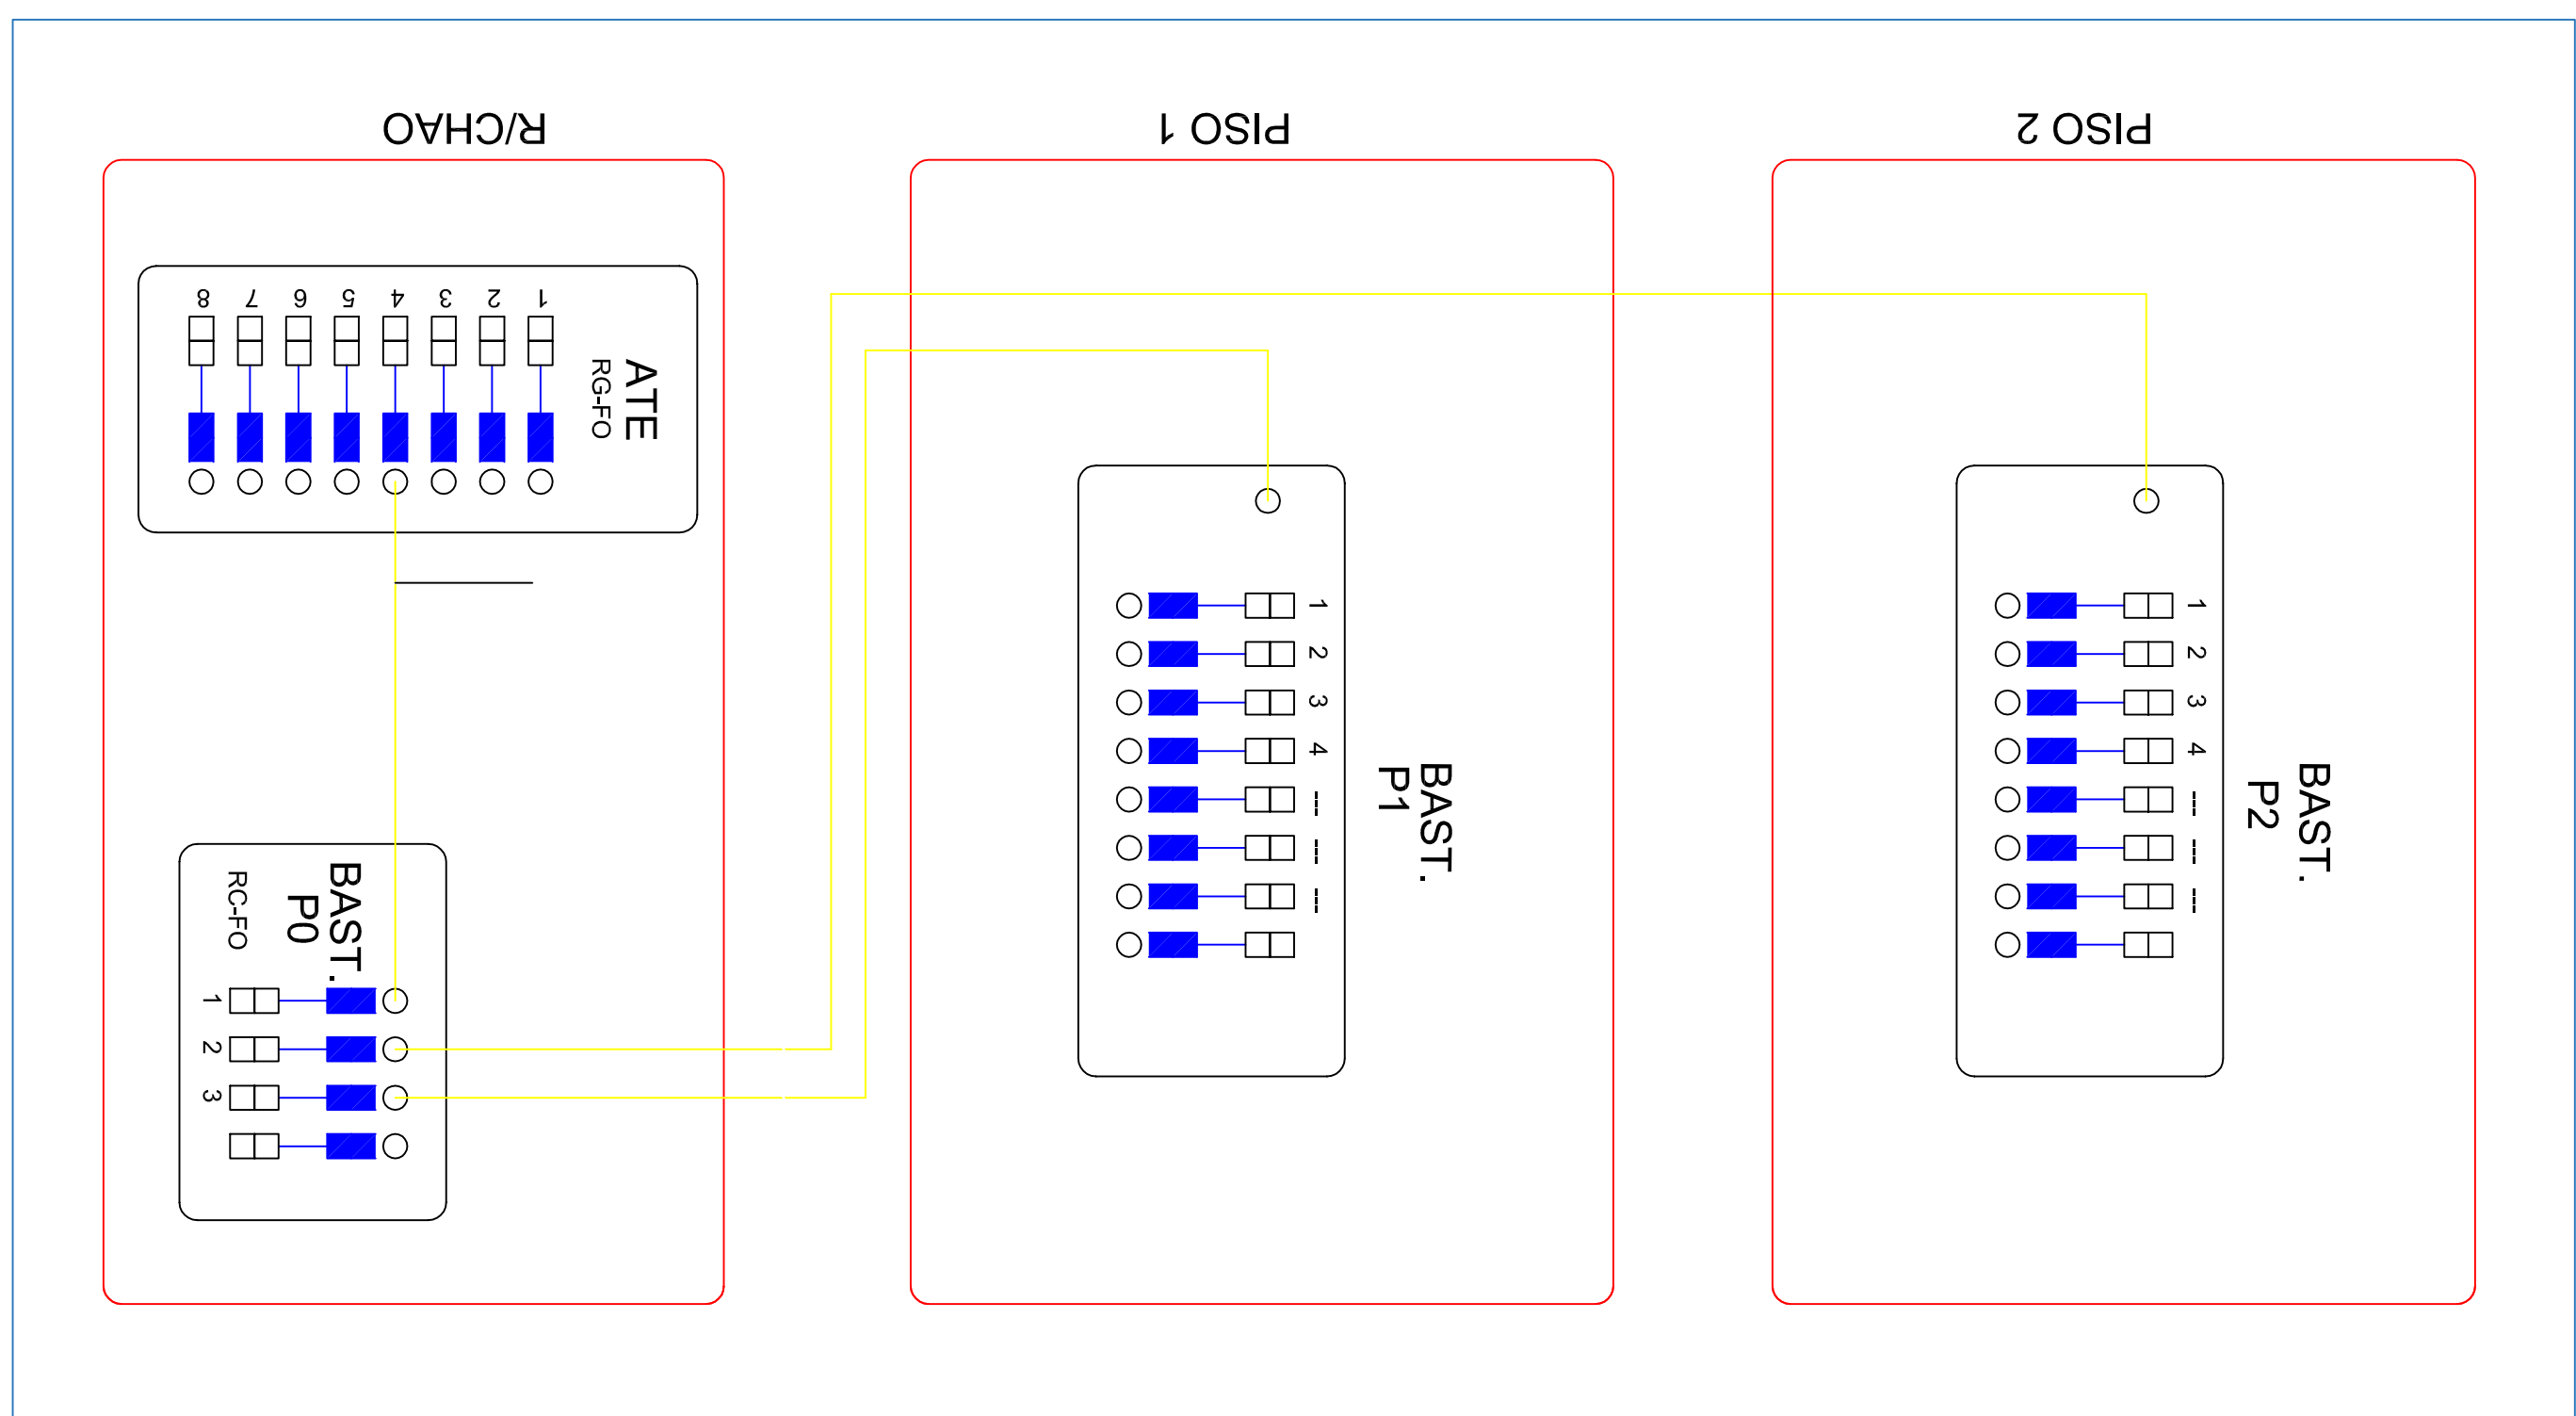 R/CHAO
PISO 1
PISO 2
8 7 6 5 4 3 2 1
ATE
RG-FO
BAST.
P0
RC-FO
1
2
3
1
2
3
4
---
---
---
BAST.
P1
1
2
3
4
---
---
---
BAST.
P2